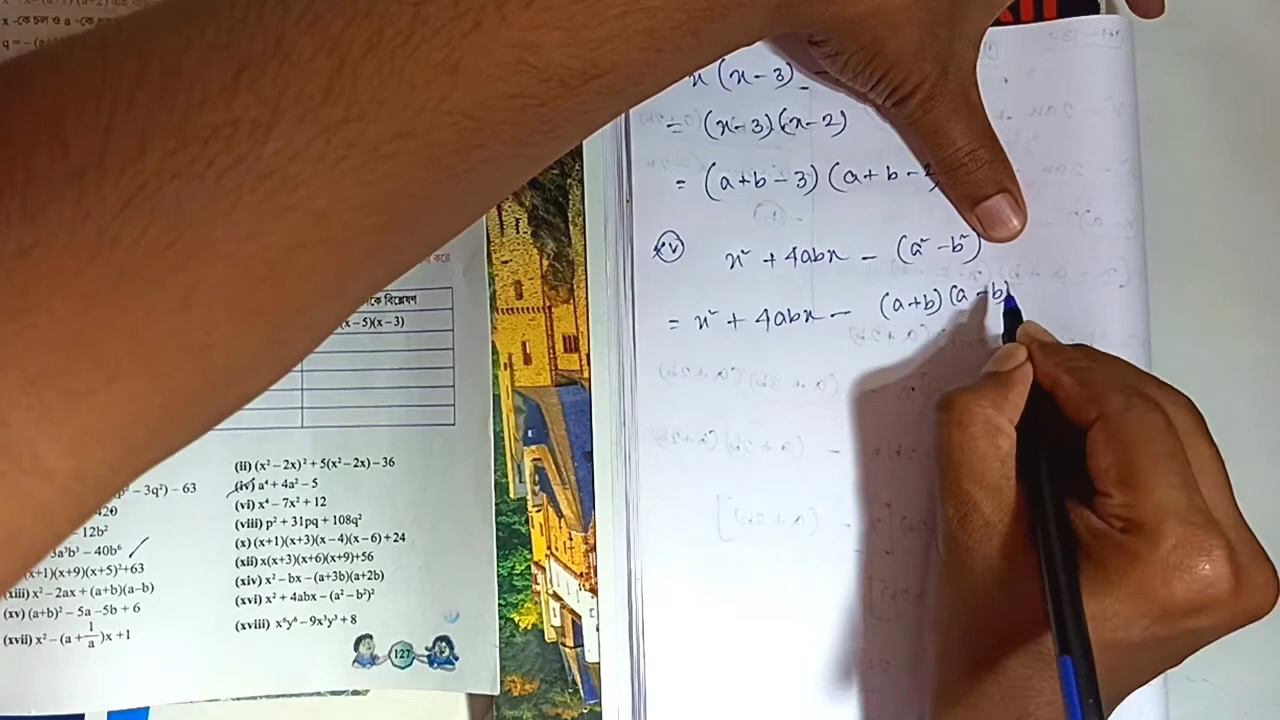 x -কে চল ও a -কে
q = – (a
করে
কে বিশ্লেষণ
(x – 5)(x – 3)
(ii) (x² – 2x)² + 5(x² – 2x) – 36
– 3q²) – 63
(iv) a⁴ + 4a² – 5
420
(vi) x⁴ – 7x² + 12
– 12b²
(viii) p² + 31pq + 108q²
3a³b³ – 40b⁶
(x) (x+1)(x+3)(x–4)(x–6)+24
(x+1)(x+9)(x+5)²+63
(xii) x(x+3)(x+6)(x+9)+56
(xiii) x² – 2ax + (a+b)(a–b)
(xiv) x² – bx – (a+3b)(a+2b)
(xv) (a+b)² – 5a – 5b + 6
(xvi) x² + 4abx – (a² – b²)²
(xvii) x² – (a + 1/a)x + 1
(xviii) x⁶y⁶ – 9x³y³ + 8
127
x (x – 3) –
= (x – 3) (x – 2)
= (a + b – 3) (a + b – 2
xv x² + 4abx – (a² – b²)
= x² + 4abx – (a + b) (a – b)